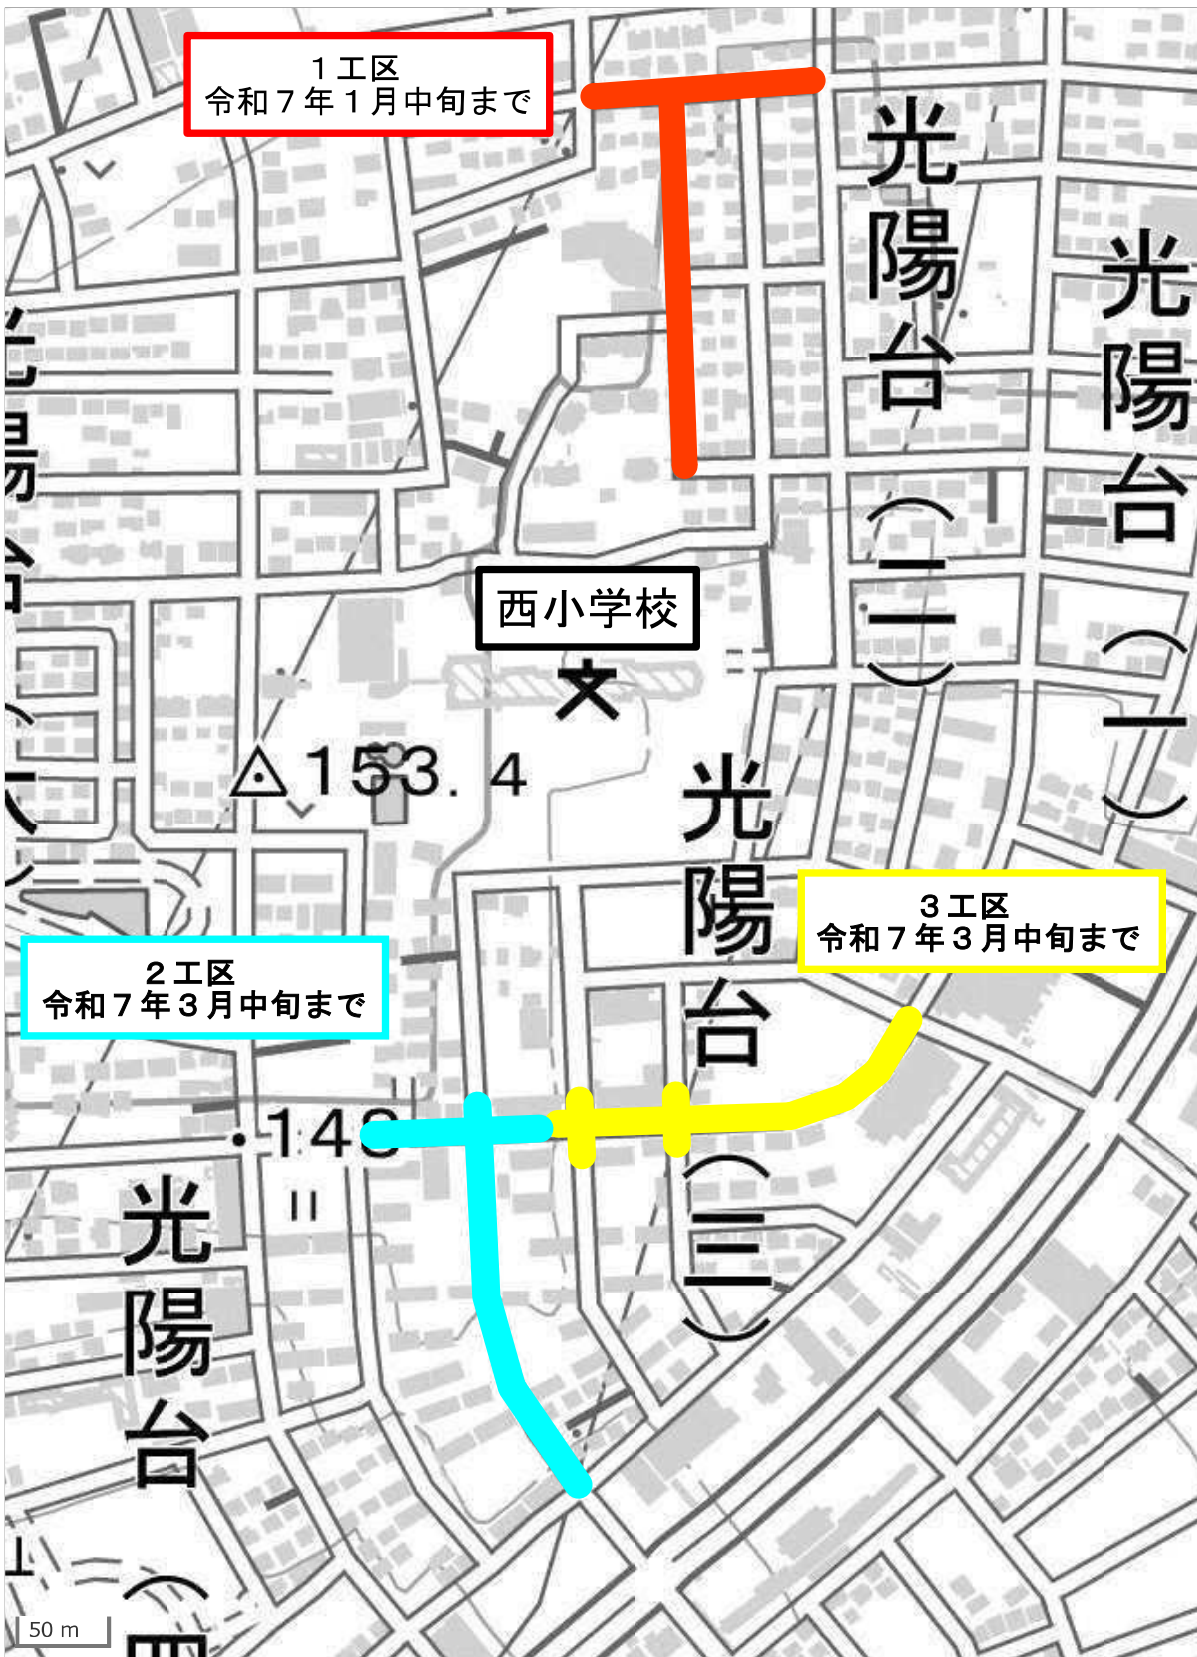 １工区
令和７年１月中旬まで
光陽台（二）
光陽台（一）
西小学校
153.4
３工区
令和７年３月中旬まで
２工区
令和７年３月中旬まで
光陽台（三）
148
光陽台（四
光陽台（六）
50 m